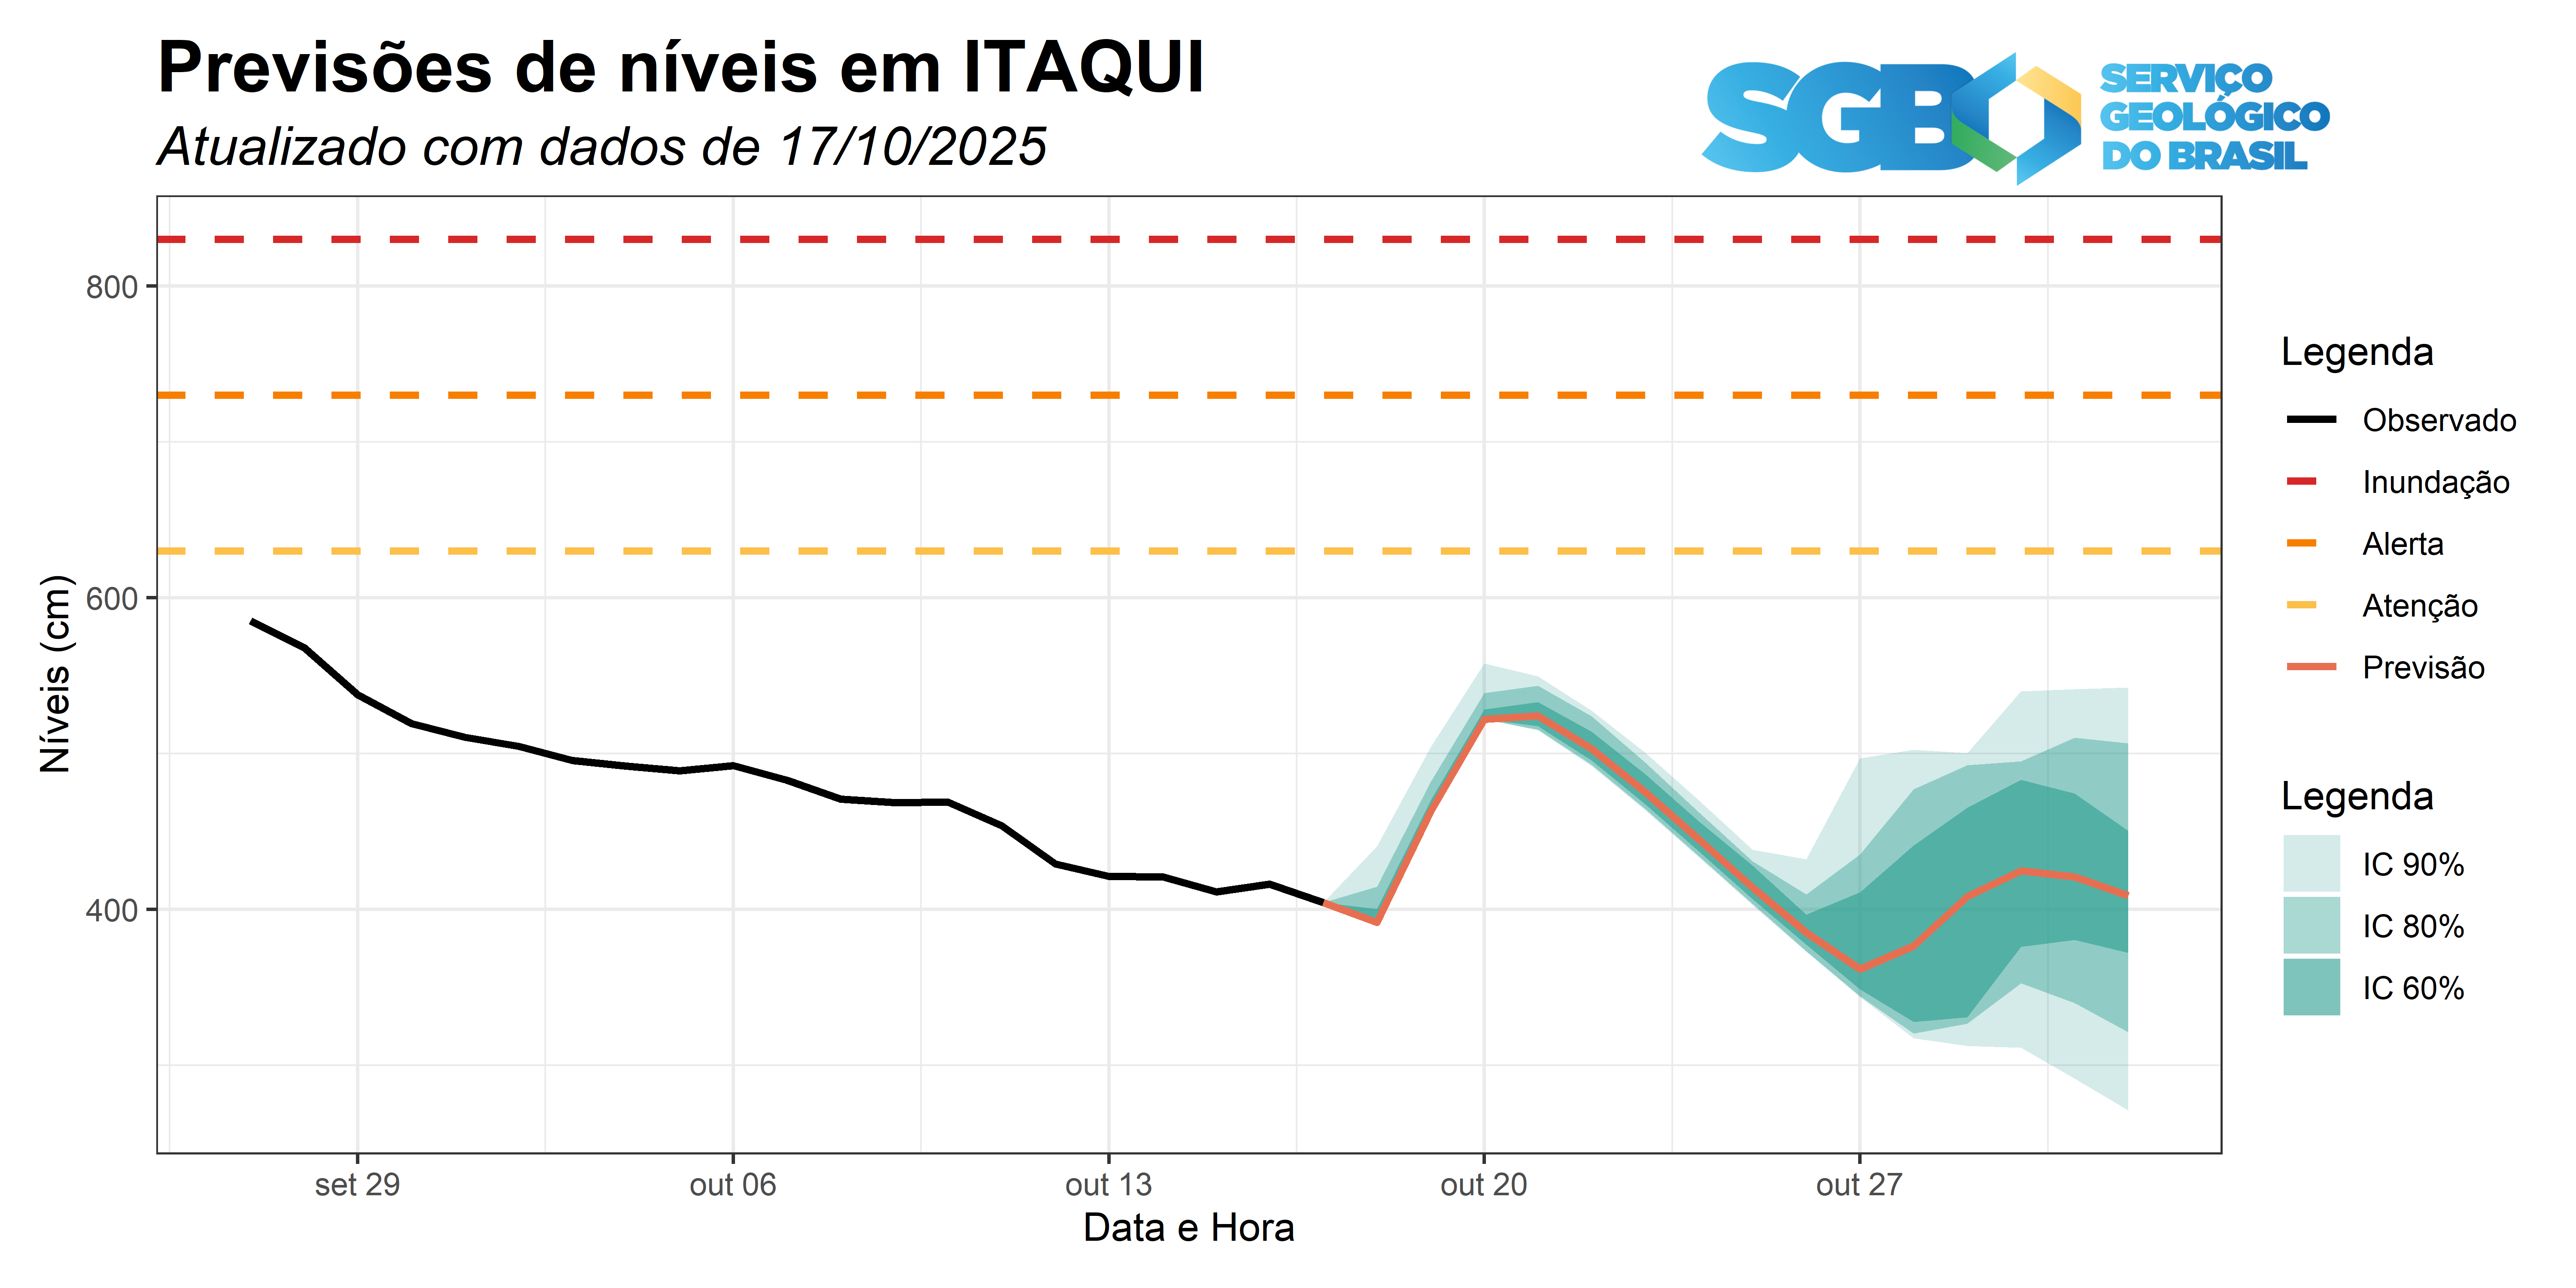 Previsões de níveis em ITAQUI
Atualizado com dados de 17/10/2025
SGB
SERVIÇO
GEOLÓGICO
DO BRASIL
800
600
400
Níveis (cm)
set 29
out 06
out 13
out 20
out 27
Data e Hora
Legenda
Observado
Inundação
Alerta
Atenção
Previsão
Legenda
IC 90%
IC 80%
IC 60%